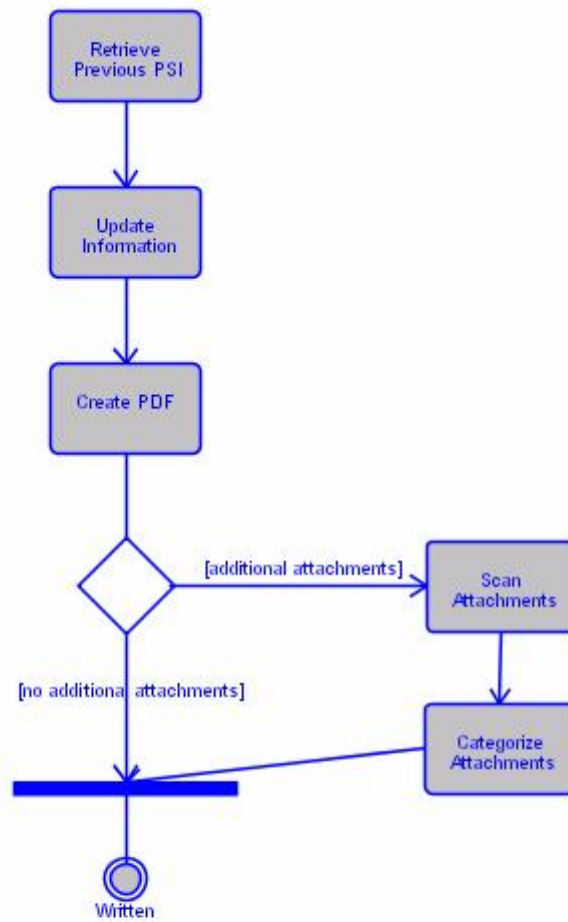 Retrieve
Previous PSI
Update
Information
Create PDF
[additional attachments]
Scan
Attachments
[no additional attachments]
Categorize
Attachments
Written